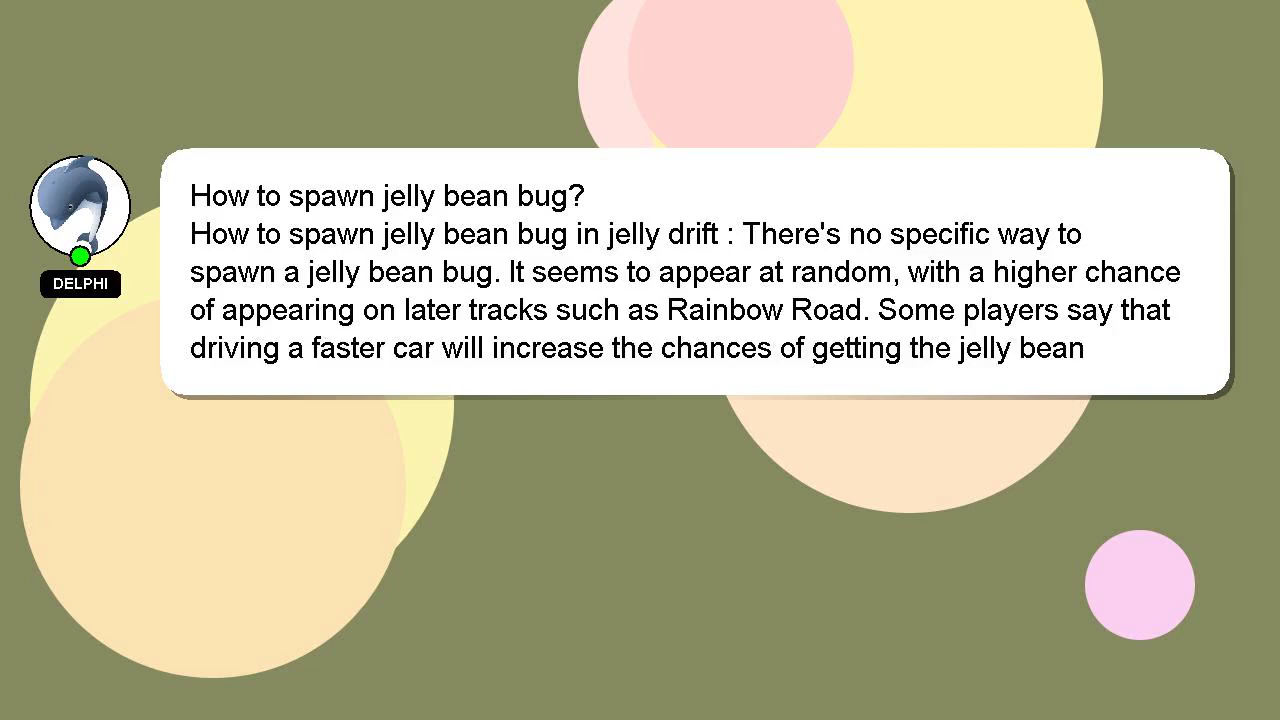 How to spawn jelly bean bug?
How to spawn jelly bean bug in jelly drift : There's no specific way to
spawn a jelly bean bug. It seems to appear at random, with a higher chance
of appearing on later tracks such as Rainbow Road. Some players say that
driving a faster car will increase the chances of getting the jelly bean
DELPHI